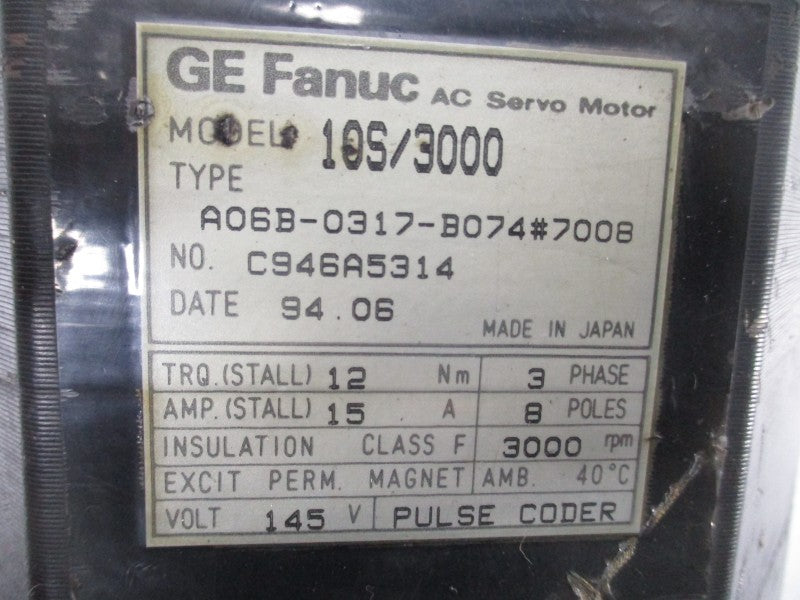 GE Fanuc AC Servo Motor
MODEL 10S/3000
TYPE
A06B-0317-B074#7008
NO. C946A5314
DATE 94.06
MADE IN JAPAN
TRQ.(STALL) 12 Nm 3 PHASE
AMP.(STALL) 15 A 8 POLES
INSULATION CLASS F 3000 rpm
EXCIT PERM. MAGNET AMB. 40°C
VOLT 145 V PULSE CODER